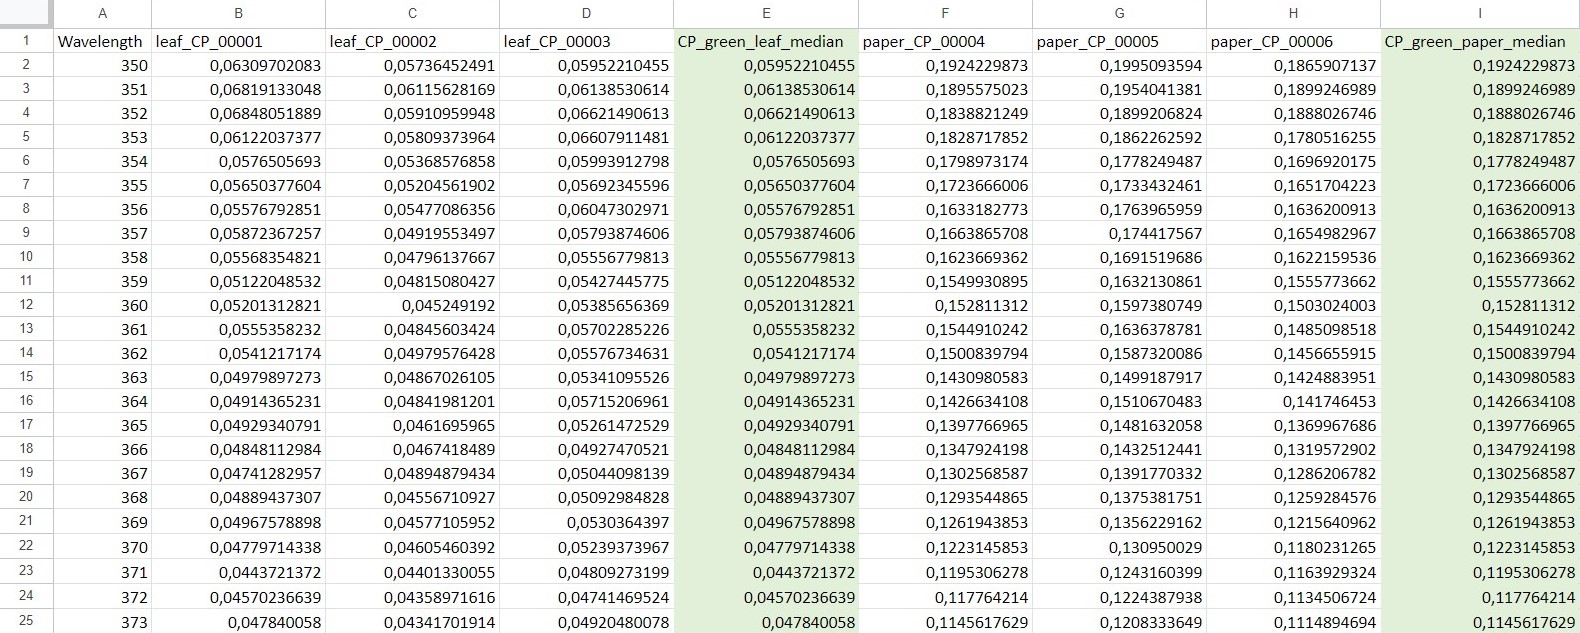 A B C D E F G H I
1 Wavelength leaf_CP_00001 leaf_CP_00002 leaf_CP_00003 CP_green_leaf_median paper_CP_00004 paper_CP_00005 paper_CP_00006 CP_green_paper_median
2 350 0,06309702083 0,05736452491 0,05952210455 0,05952210455 0,1924229873 0,1995093594 0,1865907137 0,1924229873
3 351 0,06819133048 0,06115628169 0,06138530614 0,06138530614 0,1895575023 0,1954041381 0,1899246989 0,1899246989
4 352 0,06848051889 0,05910959948 0,06621490613 0,06621490613 0,1838821249 0,1899206824 0,1888026746 0,1888026746
5 353 0,06122037377 0,05809373964 0,06607911481 0,06122037377 0,1828717852 0,1862262592 0,1780516255 0,1828717852
6 354 0,0576505693 0,05368576858 0,05993912798 0,0576505693 0,1798973174 0,1778249487 0,1696920175 0,1778249487
7 355 0,05650377604 0,05204561902 0,05692345596 0,05650377604 0,1723666006 0,1733432461 0,1651704223 0,1723666006
8 356 0,05576792851 0,05477086356 0,06047302971 0,05576792851 0,1633182773 0,1763965959 0,1636200913 0,1636200913
9 357 0,05872367257 0,04919553497 0,05793874606 0,05793874606 0,1663865708 0,174417567 0,1654982967 0,1663865708
10 358 0,05568354821 0,04796137667 0,05556779813 0,05556779813 0,1623669362 0,1691519686 0,1622159536 0,1623669362
11 359 0,05122048532 0,04815080427 0,05427445775 0,05122048532 0,1549930895 0,1632130861 0,1555773662 0,1555773662
12 360 0,05201312821 0,045249192 0,05385656369 0,05201312821 0,152811312 0,1597380749 0,1503024003 0,152811312
13 361 0,0555358232 0,04845603424 0,05702285226 0,0555358232 0,1544910242 0,1636378781 0,1485098518 0,1544910242
14 362 0,0541217174 0,04979576428 0,05576734631 0,0541217174 0,1500839794 0,1587320086 0,1456655915 0,1500839794
15 363 0,04979897273 0,04867026105 0,05341095526 0,04979897273 0,1430980583 0,1499187917 0,1424883951 0,1430980583
16 364 0,04914365231 0,04841981201 0,05715206961 0,04914365231 0,1426634108 0,1510670483 0,141746453 0,1426634108
17 365 0,04929340791 0,0461695965 0,05261472529 0,04929340791 0,1397766965 0,1481632058 0,1369967686 0,1397766965
18 366 0,04848112984 0,0467418489 0,04927470521 0,04848112984 0,1347924198 0,1432512441 0,1319572902 0,1347924198
19 367 0,04741282957 0,04894879434 0,05044098139 0,04894879434 0,1302568587 0,1391770332 0,1286206782 0,1302568587
20 368 0,04889437307 0,04556710927 0,05092984828 0,04889437307 0,1293544865 0,1375381751 0,1259284576 0,1293544865
21 369 0,04967578898 0,04577105952 0,0530364397 0,04967578898 0,1261943853 0,1356229162 0,1215640962 0,1261943853
22 370 0,04779714338 0,04605460392 0,05239373967 0,04779714338 0,1223145853 0,130950029 0,1180231265 0,1223145853
23 371 0,0443721372 0,04401330055 0,04809273199 0,0443721372 0,1195306278 0,1243160399 0,1163929324 0,1195306278
24 372 0,04570236639 0,04358971616 0,04741469524 0,04570236639 0,117764214 0,1224387938 0,1134506724 0,117764214
25 373 0,047840058 0,04341701914 0,04920480078 0,047840058 0,1145617629 0,1208333649 0,1114894694 0,1145617629